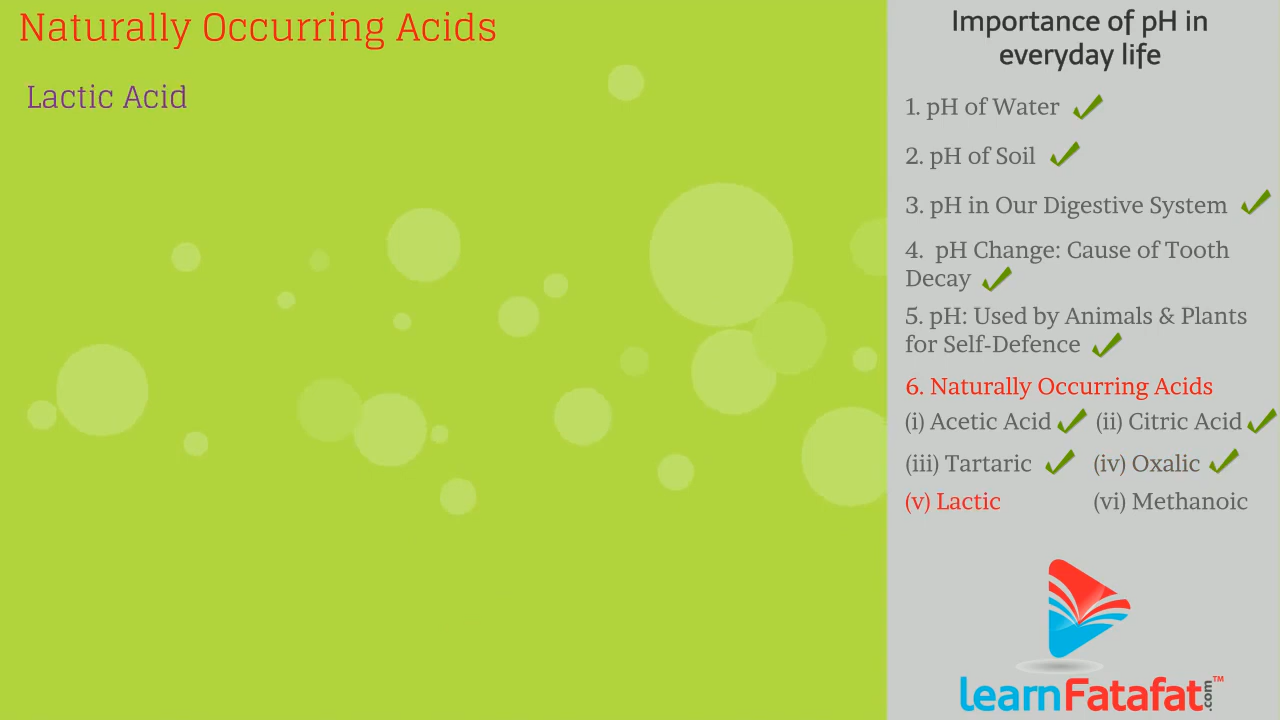 Naturally Occurring Acids
Lactic Acid
Importance of pH in
everyday life
1. pH of Water
2. pH of Soil
3. pH in Our Digestive System
4. pH Change: Cause of Tooth
Decay
5. pH: Used by Animals & Plants
for Self-Defence
6. Naturally Occurring Acids
(i) Acetic Acid (ii) Citric Acid
(iii) Tartaric (iv) Oxalic
(v) Lactic (vi) Methanoic
learnFatafat.com™